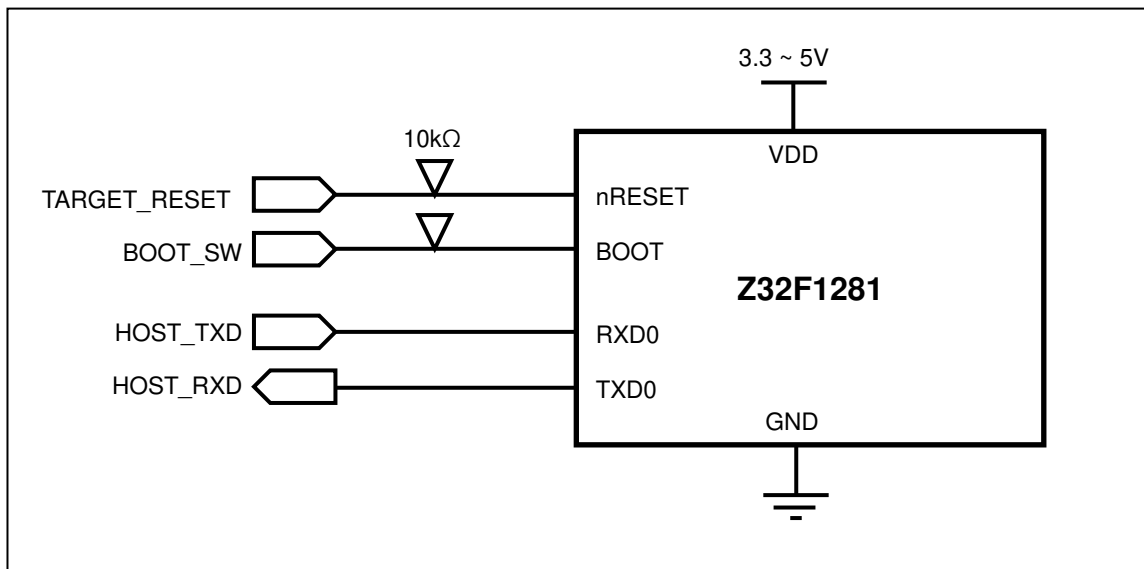 3.3 ~ 5V
10kΩ
VDD
TARGET_RESET
nRESET
BOOT_SW
BOOT
Z32F1281
HOST_TXD
RXD0
HOST_RXD
TXD0
GND